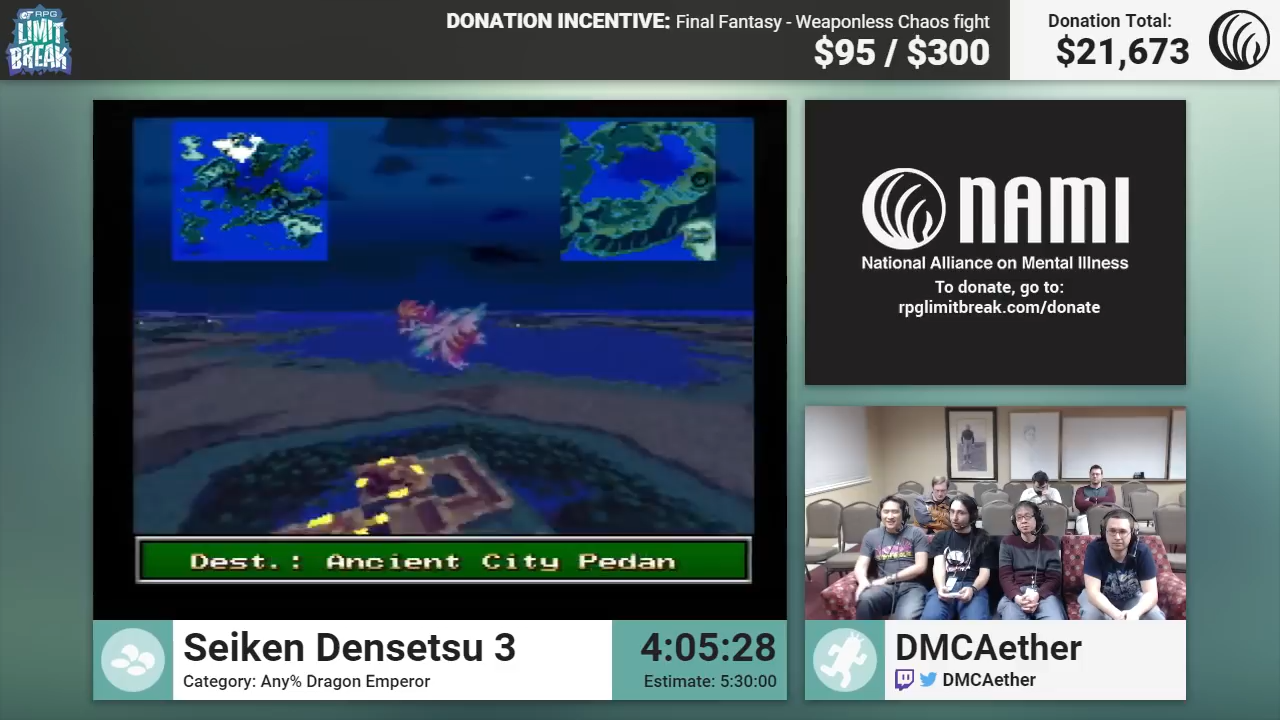 RPG
LIMIT
BREAK
DONATION INCENTIVE: Final Fantasy - Weaponless Chaos fight
$95 / $300
Donation Total:
$21,673
NAMI
National Alliance on Mental Illness
To donate, go to:
rpglimitbreak.com/donate
Dest.: Ancient City Pedan
Seiken Densetsu 3
Category: Any% Dragon Emperor
4:05:28
Estimate: 5:30:00
DMCAether
DMCAether